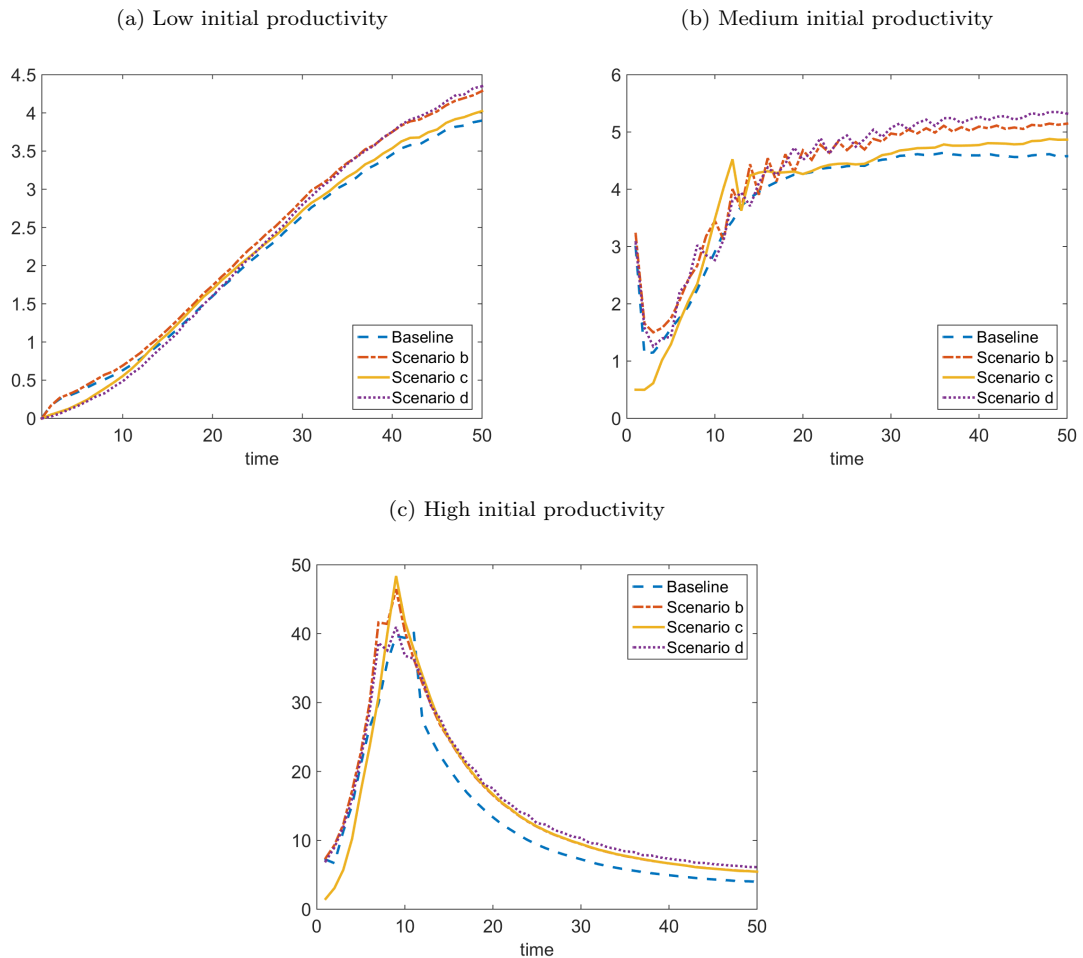 (a) Low initial productivity
4.5
4
3.5
3
2.5
2
1.5
1
0.5
0
10
20
30
40
50
time
Baseline
Scenario b
Scenario c
Scenario d
(b) Medium initial productivity
6
5
4
3
2
1
0
0
10
20
30
40
50
time
Baseline
Scenario b
Scenario c
Scenario d
(c) High initial productivity
50
40
30
20
10
0
0
10
20
30
40
50
time
Baseline
Scenario b
Scenario c
Scenario d